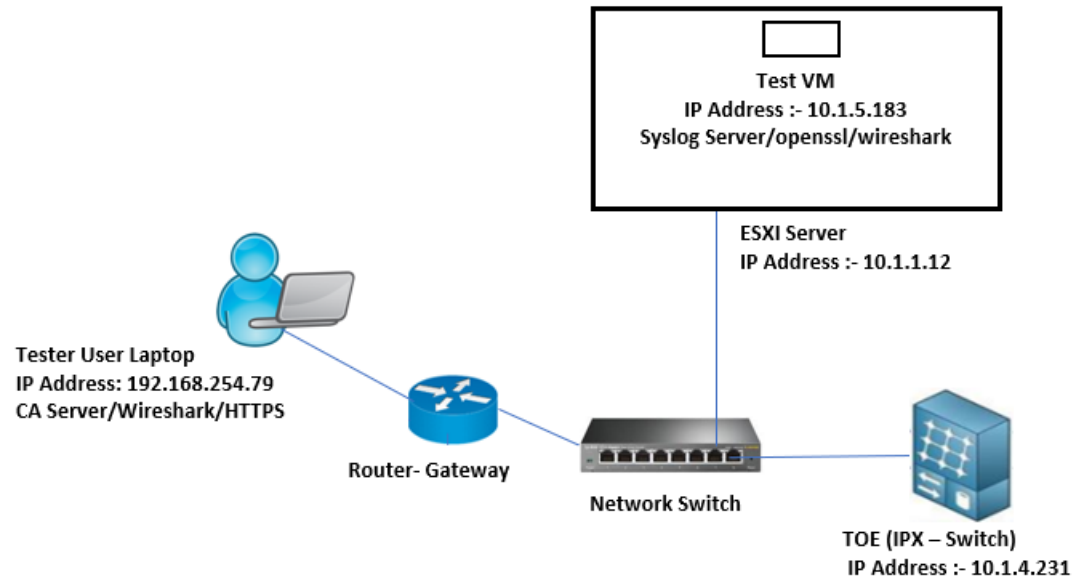 Test VM
IP Address :- 10.1.5.183
Syslog Server/openssl/wireshark
ESXI Server
IP Address :- 10.1.1.12
Tester User Laptop
IP Address: 192.168.254.79
CA Server/Wireshark/HTTPS
Router- Gateway
Network Switch
TOE (IPX – Switch)
IP Address :- 10.1.4.231